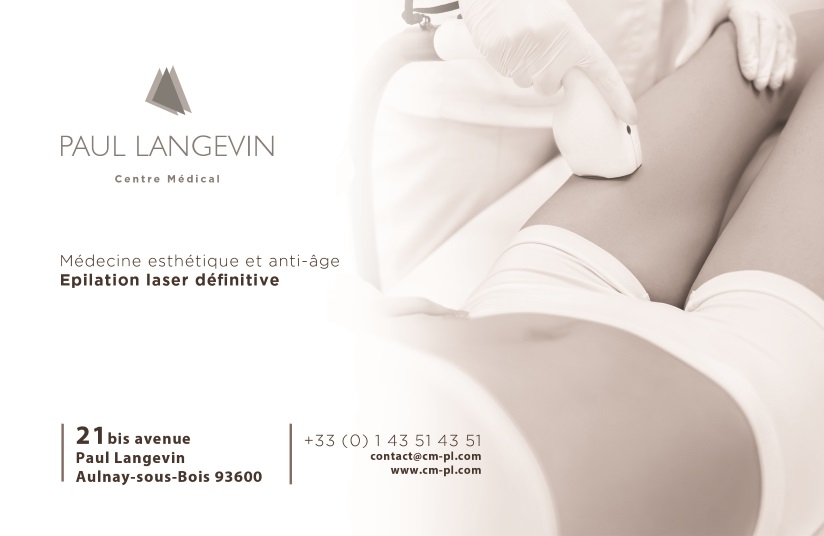 PAUL LANGEVIN
Centre Médical
Médecine esthétique et anti-âge
Epilation laser définitive
21 bis avenue
Paul Langevin
Aulnay-sous-Bois 93600
+33 (0) 1 43 51 43 51
contact@cm-pl.com
www.cm-pl.com